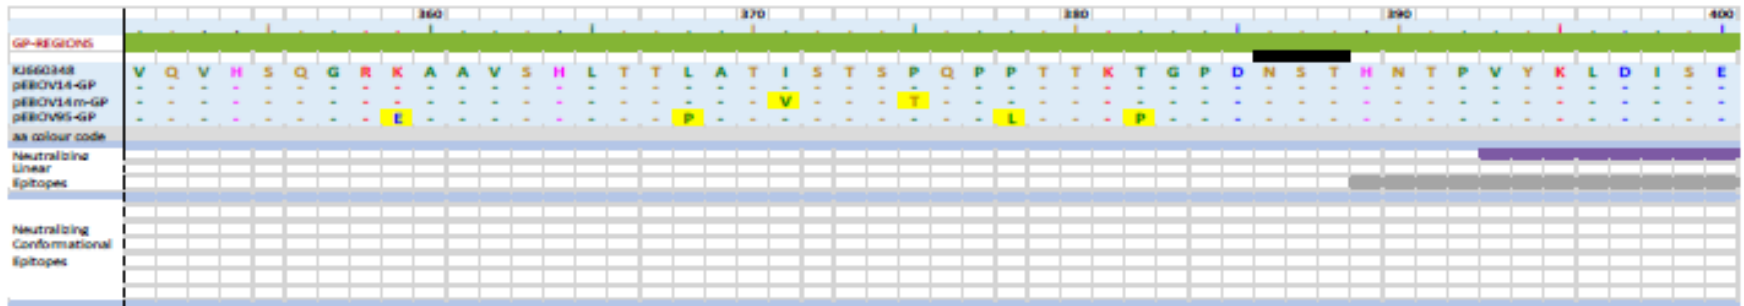 360 370 380 390 400
GP-REGIONS
KJ660348 V Q V H S Q G R K A A V S H L T T L A T I S T S P Q P P T T K T G P D N S T H N T P V Y K L D I S E
pEBOV14-GP - - - - - - - - - - - - - - - - - - - - - - - - - - - - - - - - - - - - - - - - - - - - - - - - - -
pEBOV14m-GP - - - - - - - - - - - - - - - - - - - - V - - - T - - - - - - - - - - - - - - - - - - - - - - - - -
pEBOV95-GP - - - - - - - - E - - - - - - - - P - - - - - - - - - L - - - P - - - - - - - - - - - - - - - - - -
aa colour code
Neutralizing
Linear
Epitopes
Neutralizing
Conformational
Epitopes